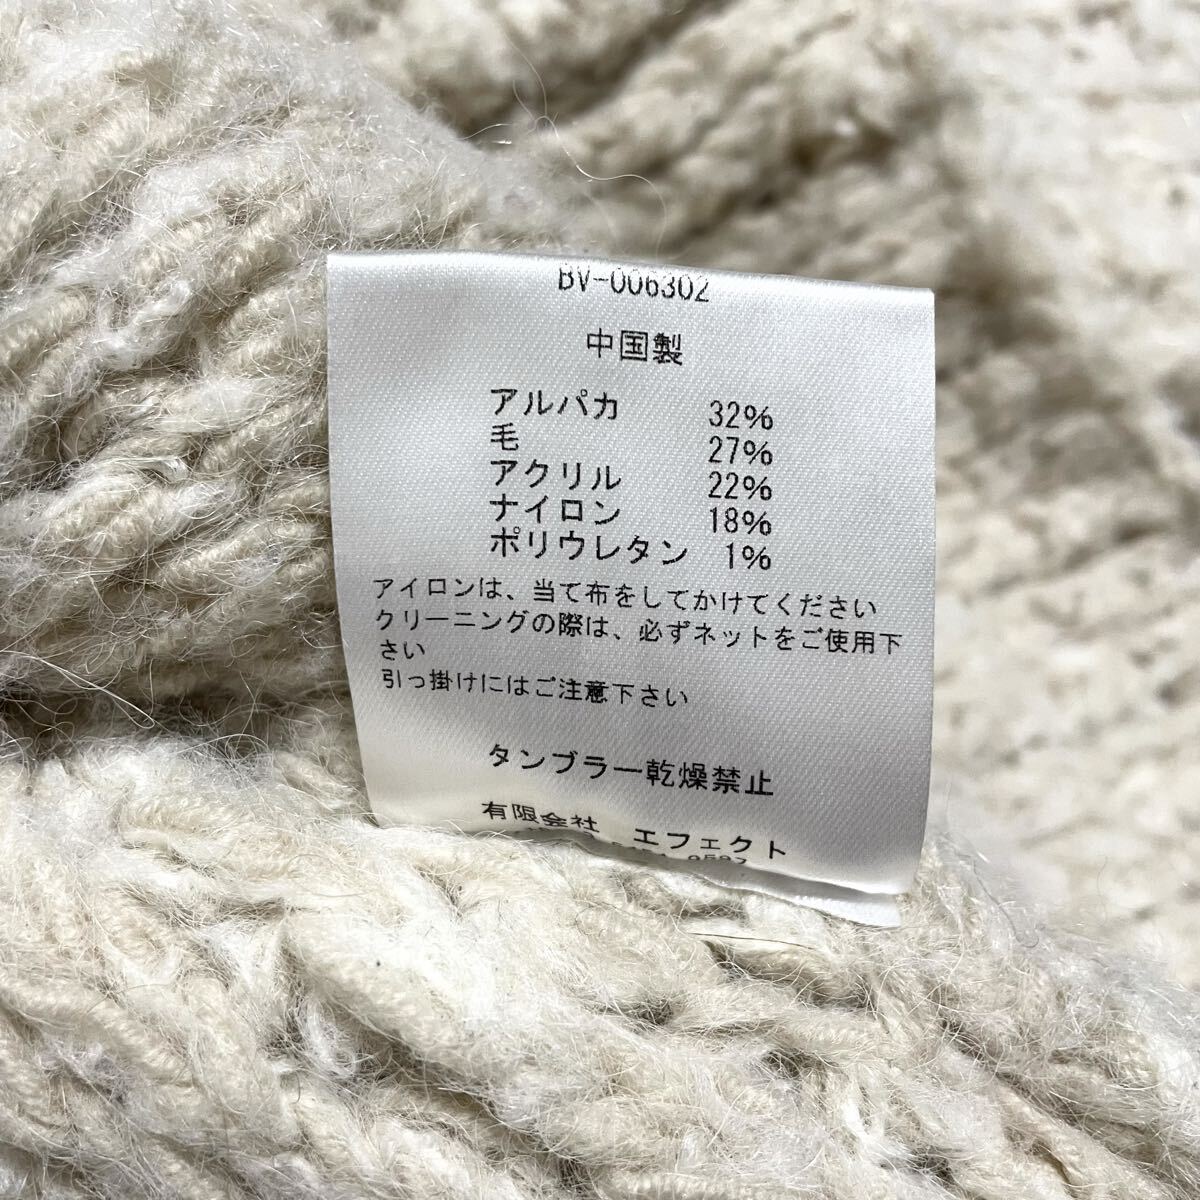 BV-006302
中国製
アルパカ 32%
毛 27%
アクリル 22%
ナイロン 18%
ポリウレタン 1%
アイロンは、当て布をしてかけてください
クリーニングの際は、必ずネットをご使用下
さい
引っ掛けにはご注意下さい
タンブラー乾燥禁止
有限会社 エフェクト